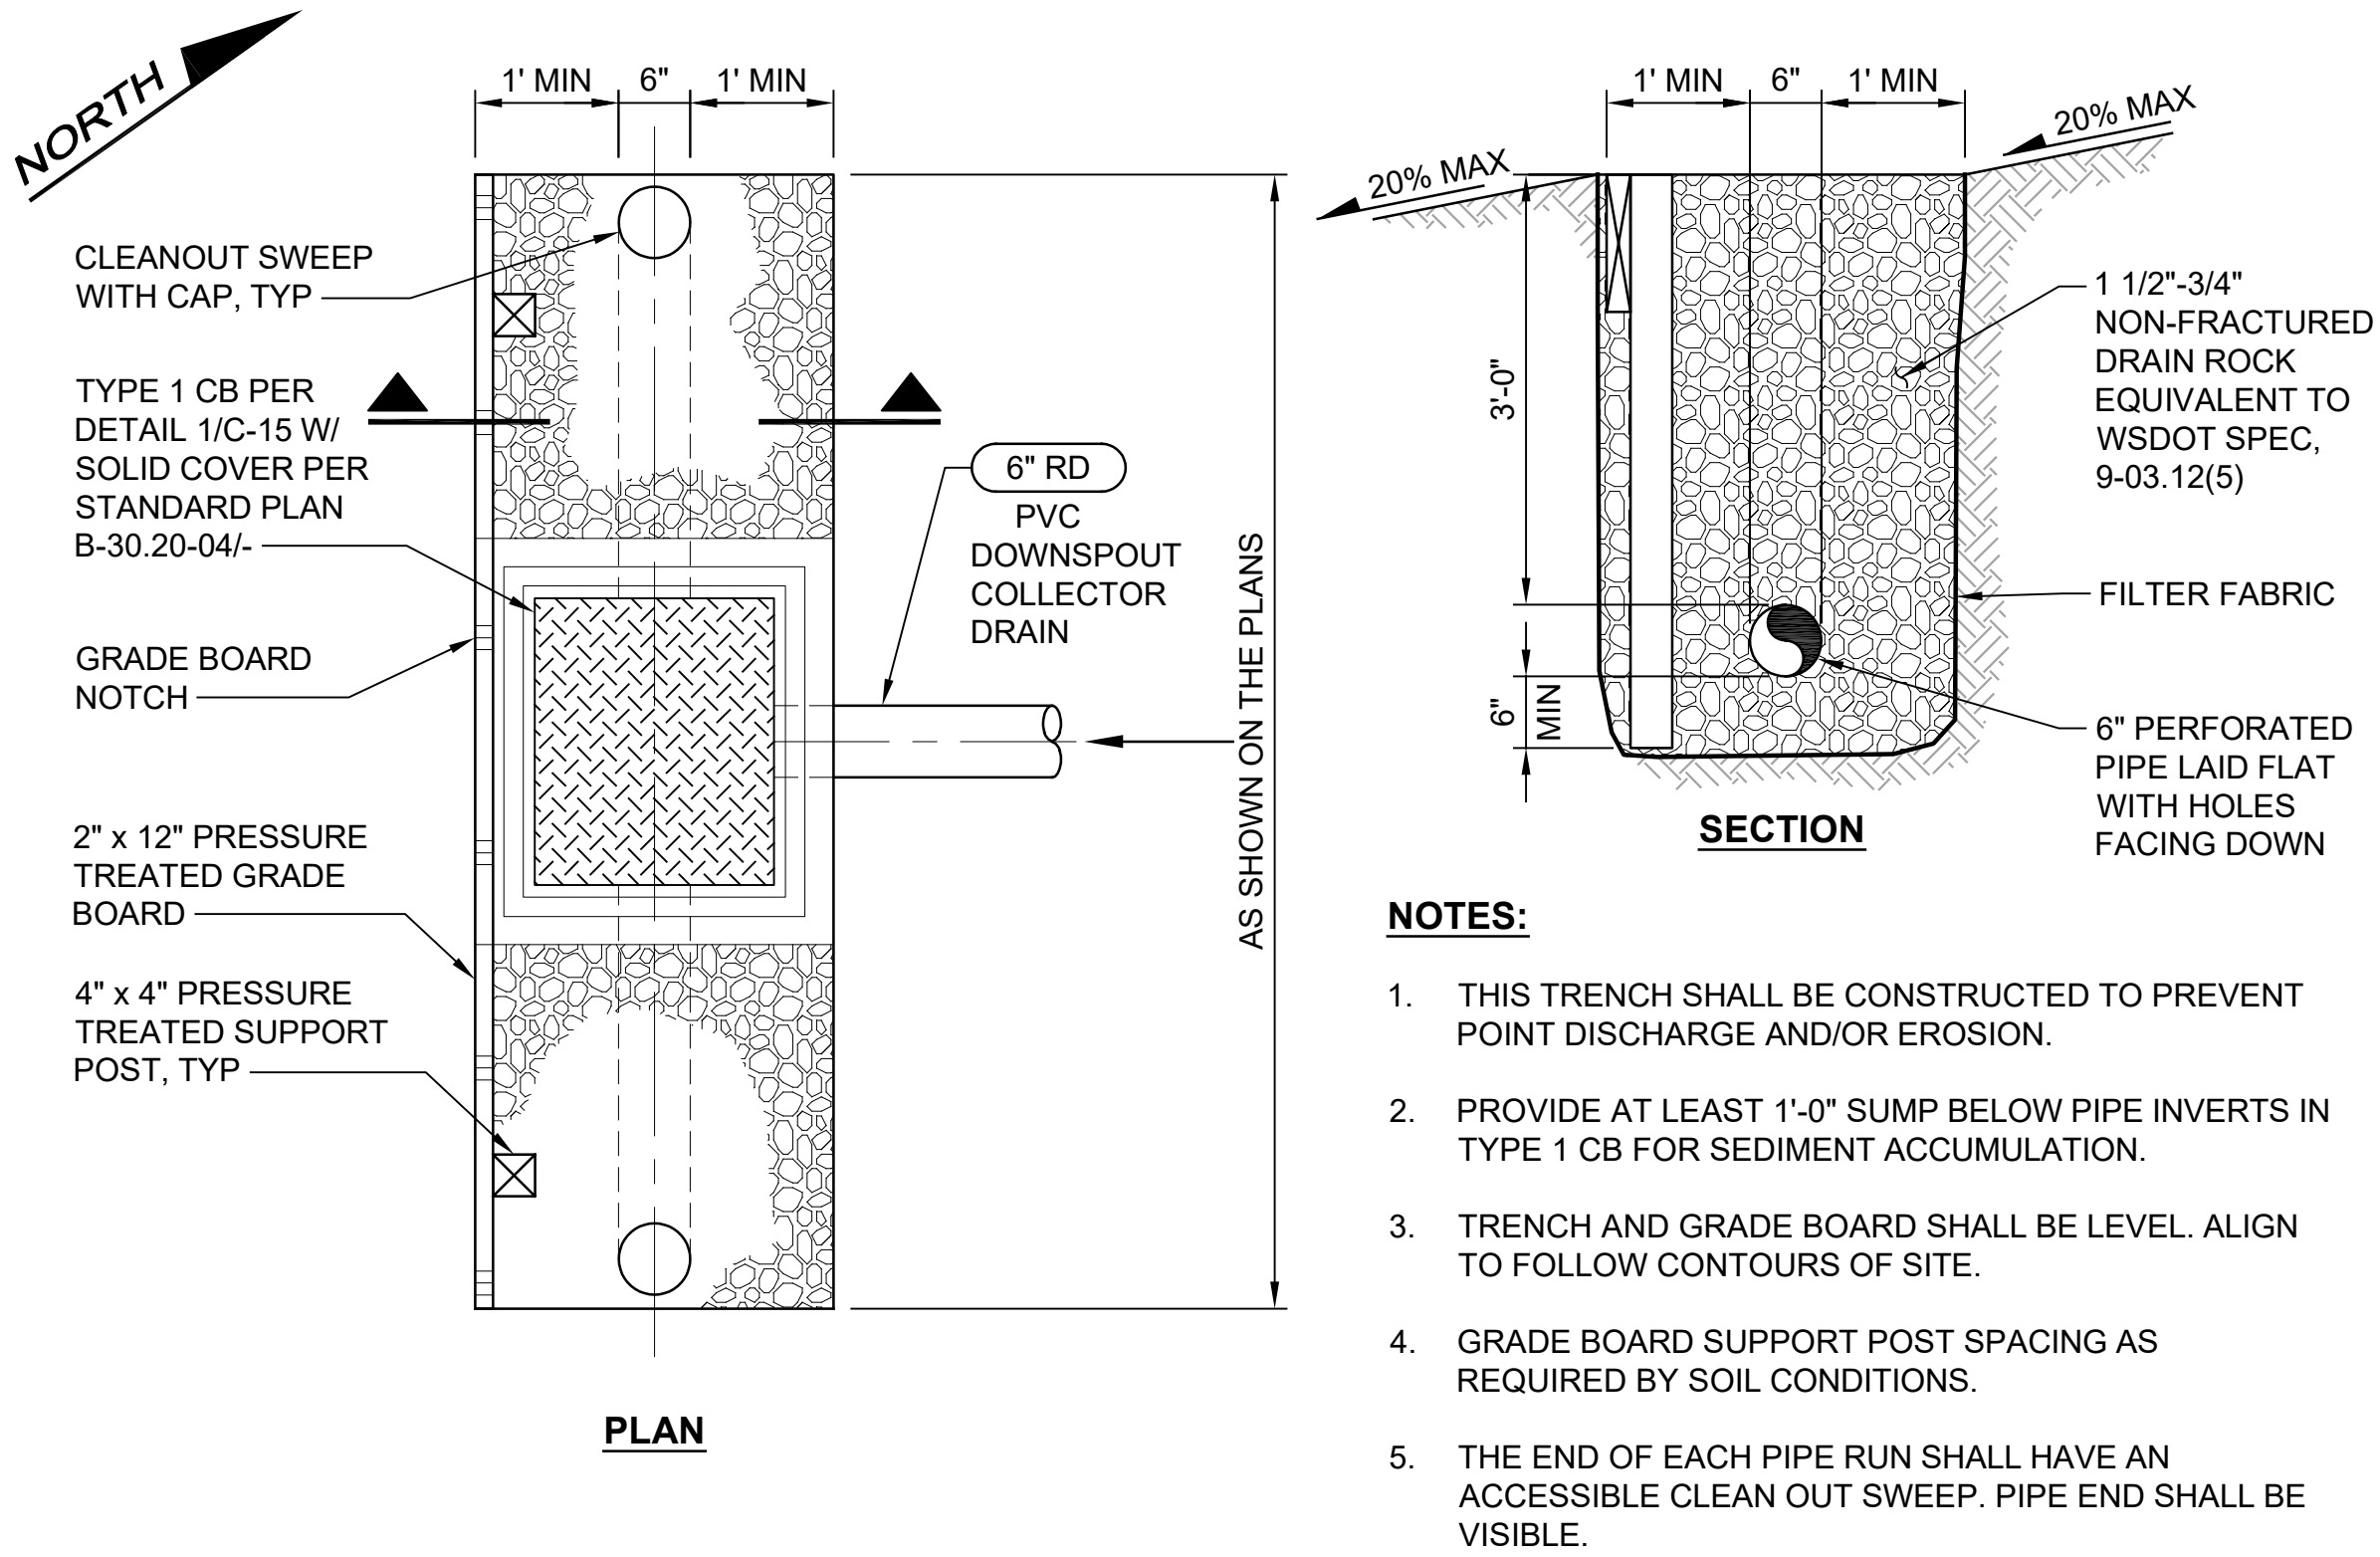 NORTH
1' MIN
6"
1' MIN
CLEANOUT SWEEP
WITH CAP, TYP
TYPE 1 CB PER
DETAIL 1/C-15 W/
SOLID COVER PER
STANDARD PLAN
B-30.20-04/-
GRADE BOARD
NOTCH
2" x 12" PRESSURE
TREATED GRADE
BOARD
4" x 4" PRESSURE
TREATED SUPPORT
POST, TYP
6" RD
PVC
DOWNSPOUT
COLLECTOR
DRAIN
AS SHOWN ON THE PLANS
PLAN
1' MIN
6"
1' MIN
20% MAX
20% MAX
3'-0"
6"
MIN
1 1/2"-3/4"
NON-FRACTURED
DRAIN ROCK
EQUIVALENT TO
WSDOT SPEC,
9-03.12(5)
FILTER FABRIC
6" PERFORATED
PIPE LAID FLAT
WITH HOLES
FACING DOWN
SECTION
NOTES:
1. THIS TRENCH SHALL BE CONSTRUCTED TO PREVENT
POINT DISCHARGE AND/OR EROSION.
2. PROVIDE AT LEAST 1'-0" SUMP BELOW PIPE INVERTS IN
TYPE 1 CB FOR SEDIMENT ACCUMULATION.
3. TRENCH AND GRADE BOARD SHALL BE LEVEL. ALIGN
TO FOLLOW CONTOURS OF SITE.
4. GRADE BOARD SUPPORT POST SPACING AS
REQUIRED BY SOIL CONDITIONS.
5. THE END OF EACH PIPE RUN SHALL HAVE AN
ACCESSIBLE CLEAN OUT SWEEP. PIPE END SHALL BE
VISIBLE.